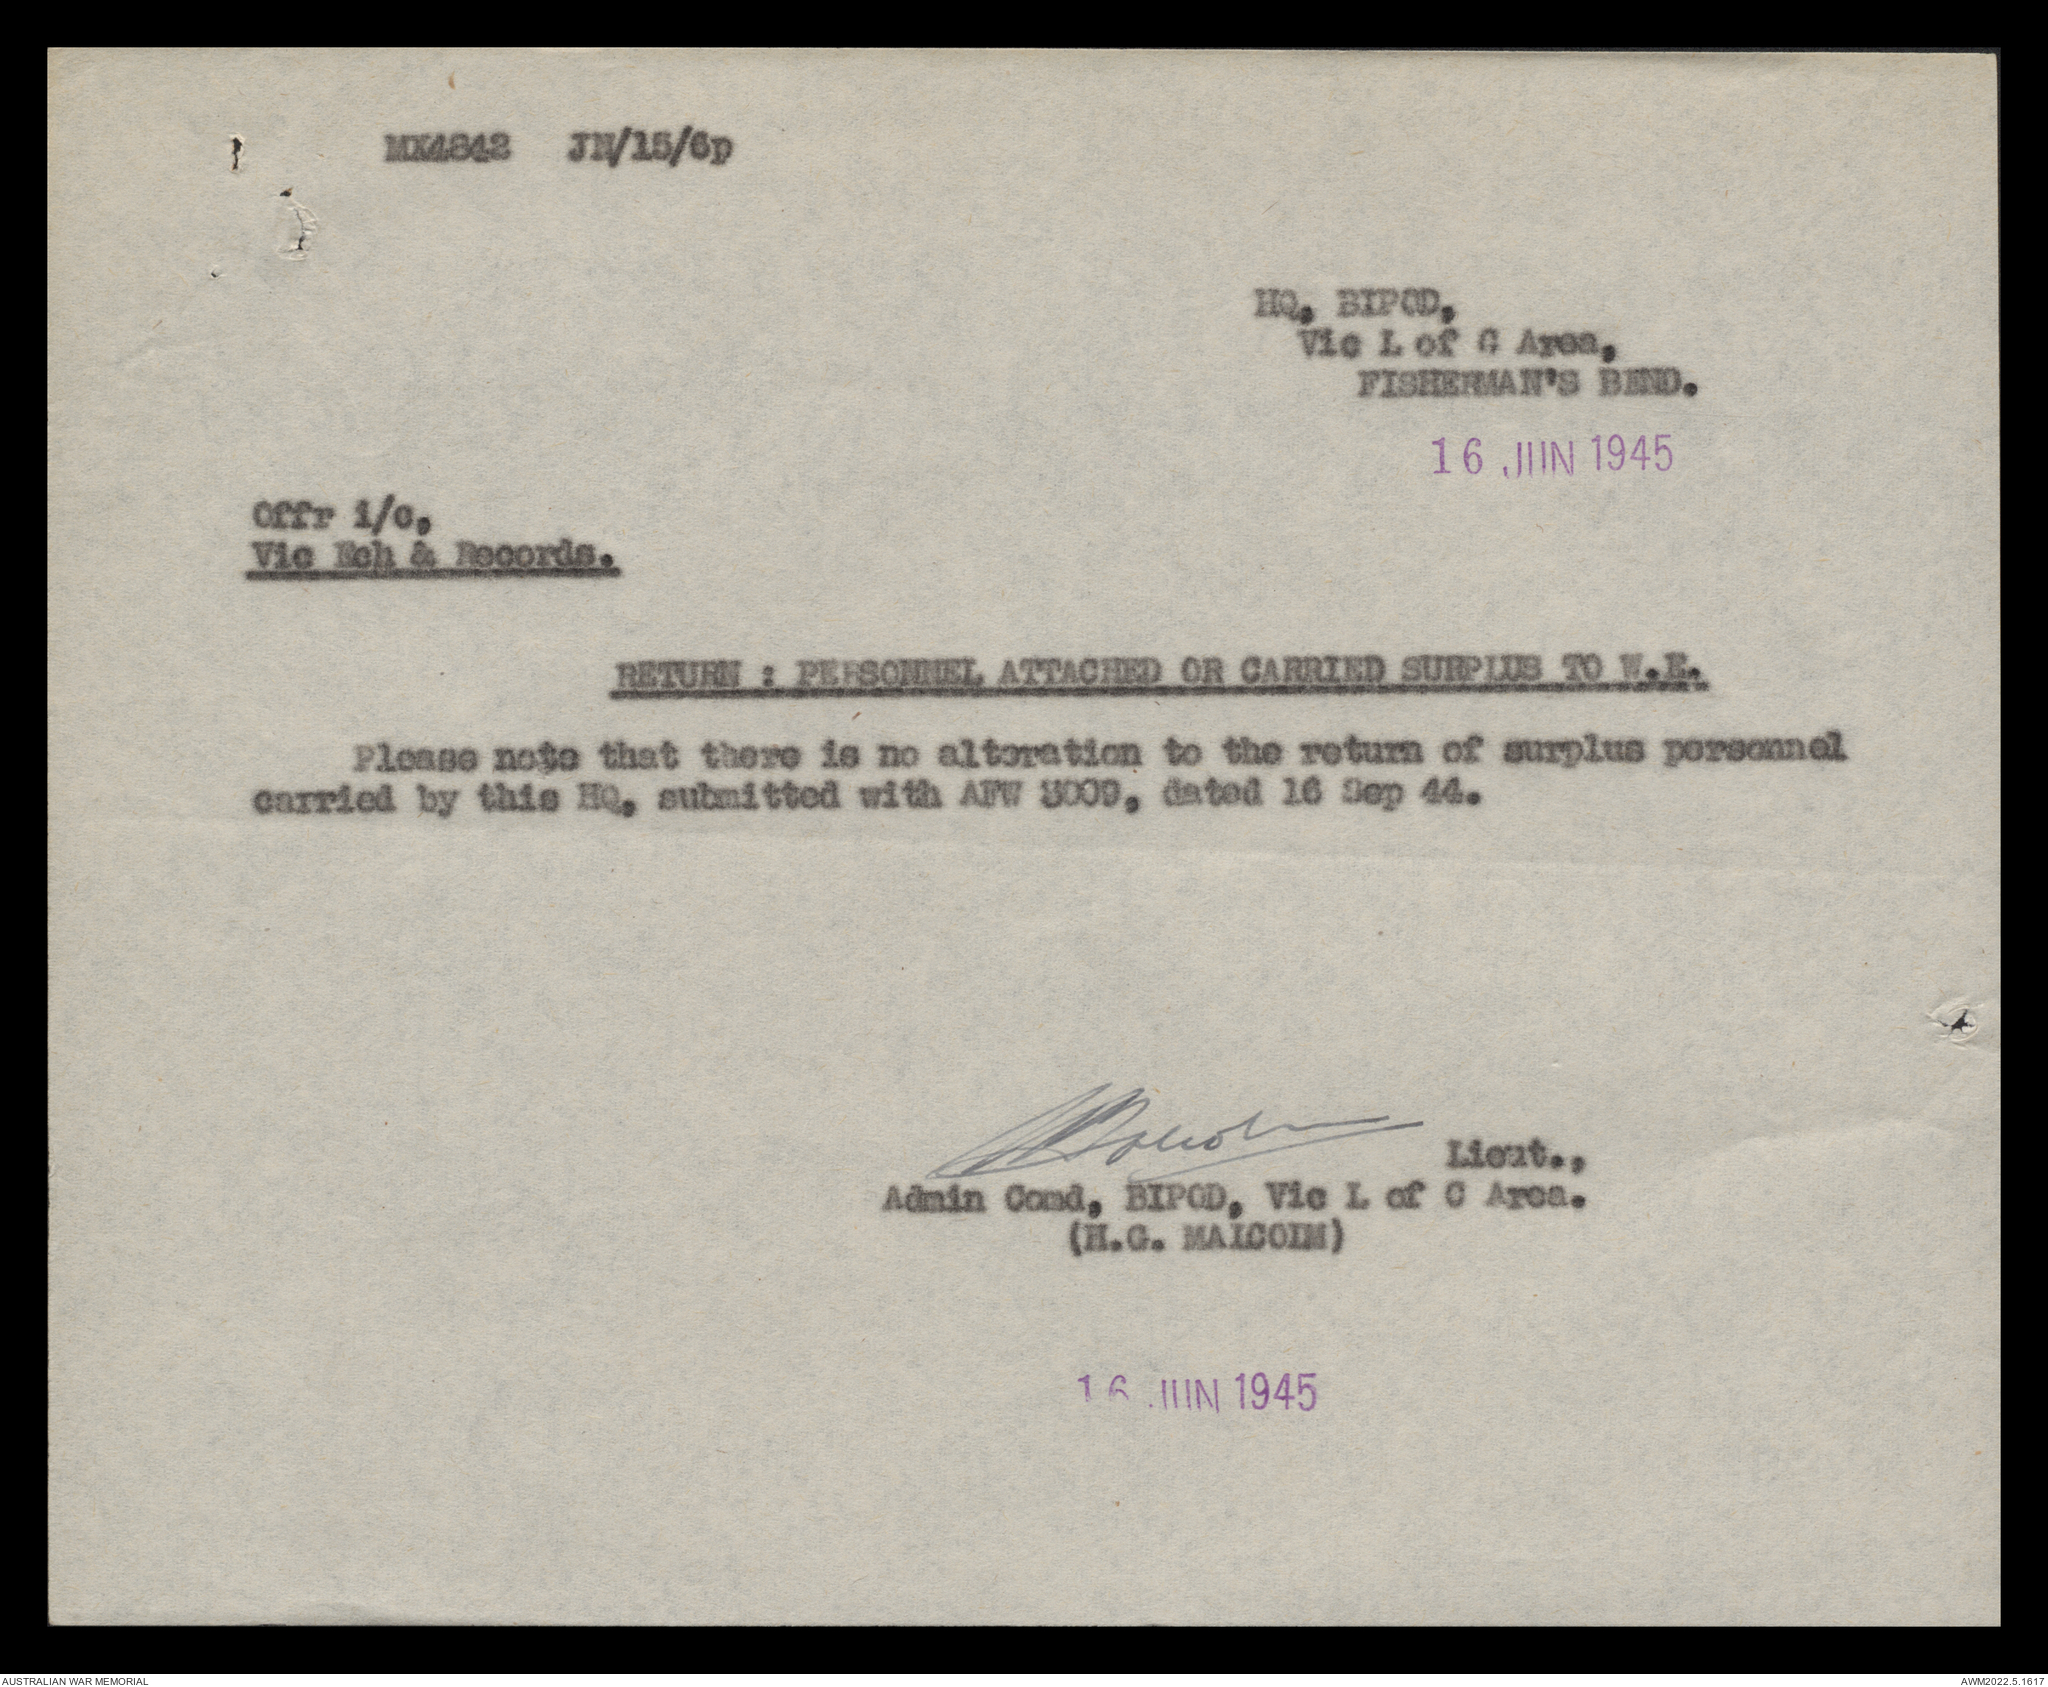 MX4842 JN/15/6p
HQ, BIPOD,
Vic L of C Area,
FISHERMAN'S BEND.
16 JUN 1945
Offr i/c,
Vic Ech & Records.
RETURN : PERSONNEL ATTACHED OR CARRIED SURPLUS TO W.E.
Please note that there is no alteration to the return of surplus personnel
carried by this HQ, submitted with AFW 3009, dated 16 Sep 44.
HGMalcolm
Lieut.,
Admin Comd, BIPOD, Vic L of C Area.
(H.G. MALCOLM)
16 JUN 1945
AUSTRALIAN WAR MEMORIAL
AWM2022.5.1617